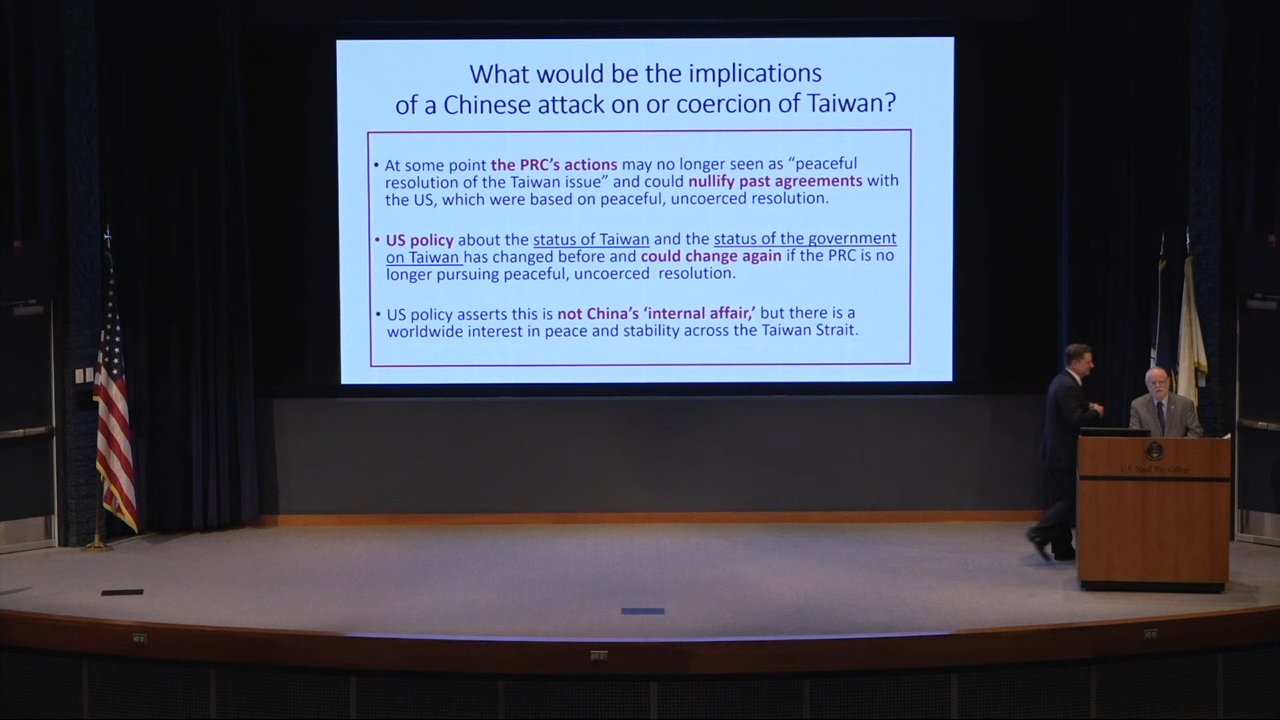 What would be the implications
of a Chinese attack on or coercion of Taiwan?
• At some point the PRC's actions may no longer seen as “peaceful
resolution of the Taiwan issue” and could nullify past agreements with
the US, which were based on peaceful, uncoerced resolution.
• US policy about the status of Taiwan and the status of the government
on Taiwan has changed before and could change again if the PRC is no
longer pursuing peaceful, uncoerced  resolution.
• US policy asserts this is not China's ‘internal affair,’ but there is a
worldwide interest in peace and stability across the Taiwan Strait.
U.S. Naval War College